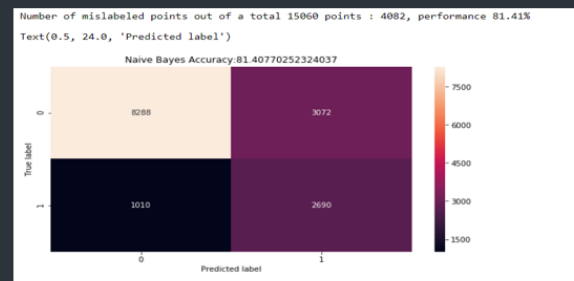 Number of mislabeled points out of a total 15060 points : 4082, performance 81.41%
Text(0.5, 24.0, 'Predicted label')
Naive Bayes Accuracy:81.40770252324037
0
8288
3072
7500
6000
4500
3000
1500
True label
1
1010
2690
0
1
Predicted label